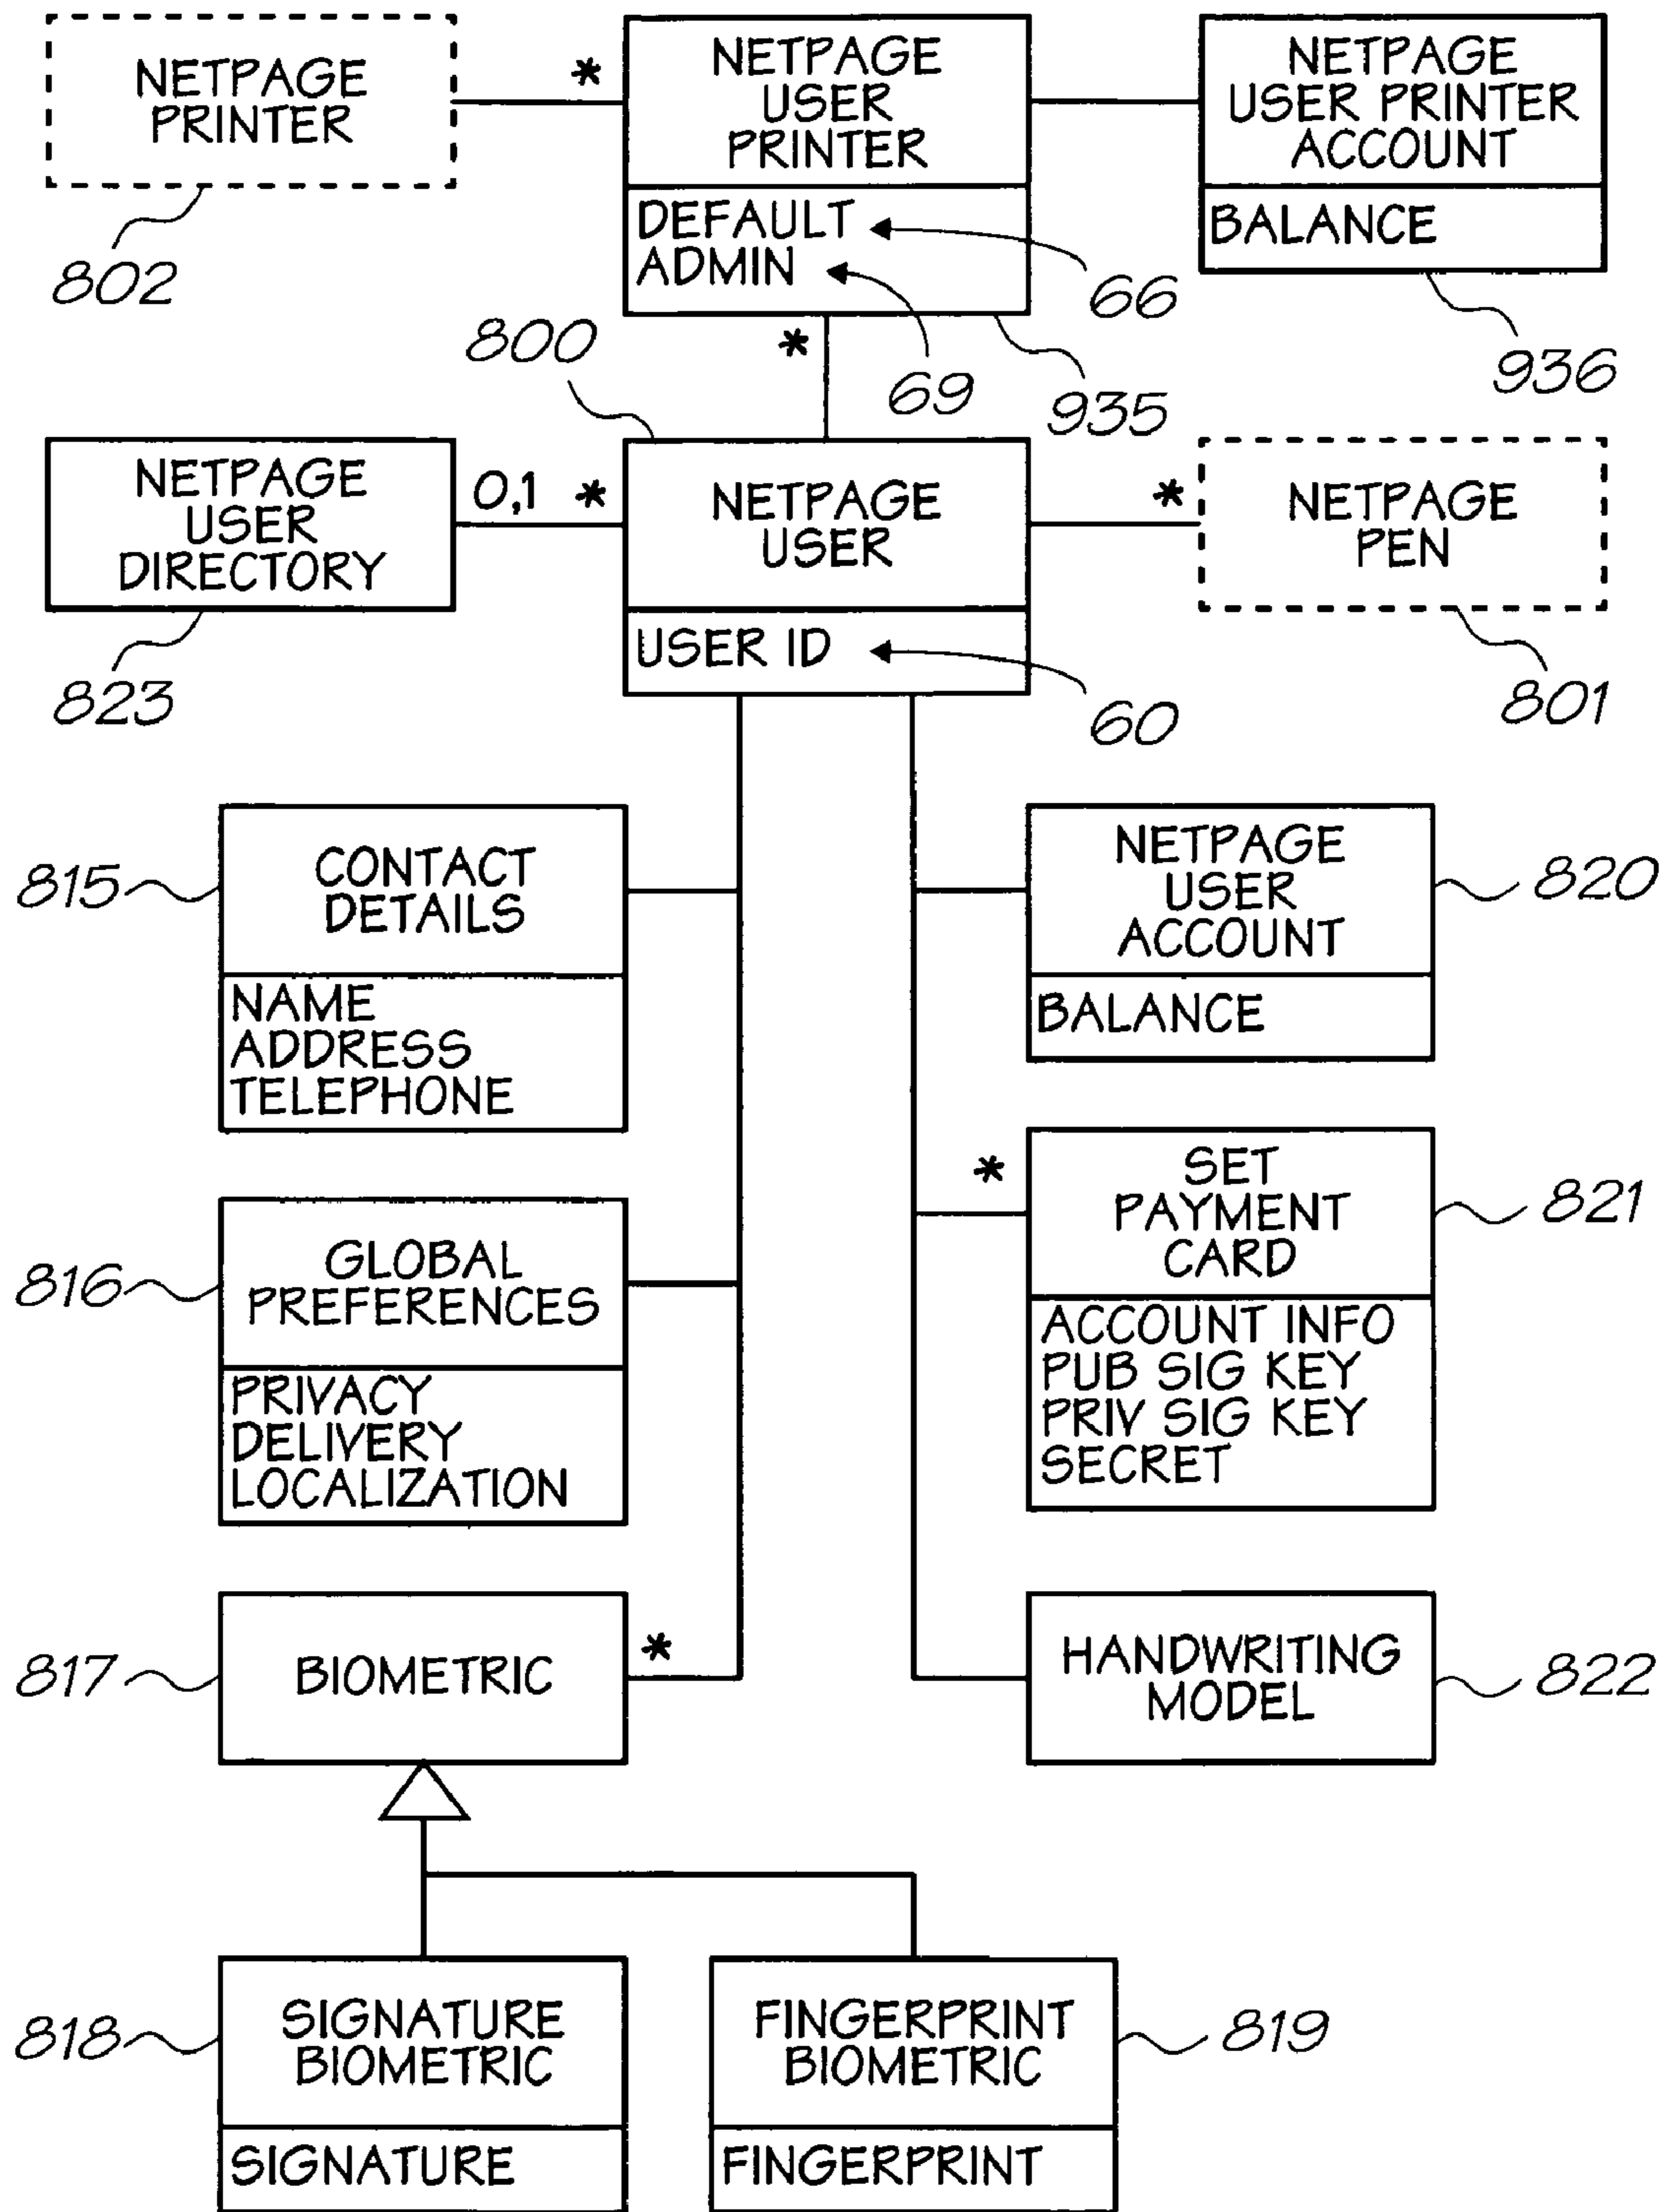 NETPAGE
PRINTER
802
*
NETPAGE
USER
PRINTER
DEFAULT
ADMIN
66
69
935
*
NETPAGE
USER PRINTER
ACCOUNT
BALANCE
936
800
NETPAGE
USER
DIRECTORY
823
0,1 *
NETPAGE
USER
USER ID
60
*
NETPAGE
PEN
801
815
CONTACT
DETAILS
NAME
ADDRESS
TELEPHONE
NETPAGE
USER
ACCOUNT
BALANCE
820
816
GLOBAL
PREFERENCES
PRIVACY
DELIVERY
LOCALIZATION
*
SET
PAYMENT
CARD
ACCOUNT INFO
PUB SIG KEY
PRIV SIG KEY
SECRET
821
817
BIOMETRIC
*
HANDWRITING
MODEL
822
818
SIGNATURE
BIOMETRIC
SIGNATURE
FINGERPRINT
BIOMETRIC
FINGERPRINT
819